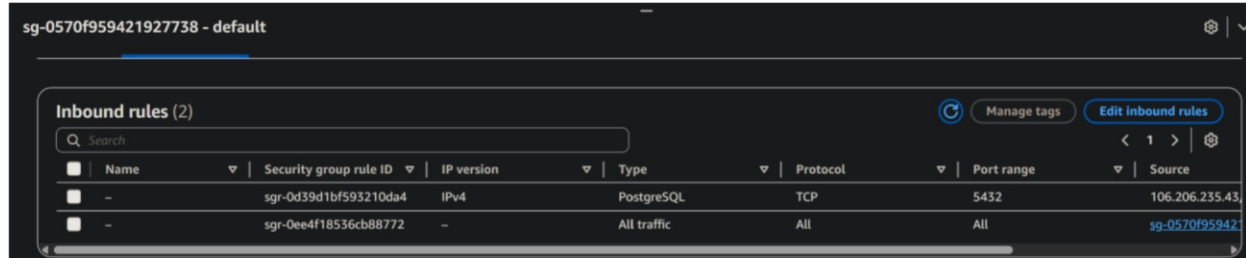 sg-0570f959421927738 - default
Inbound rules (2)
Manage tags
Edit inbound rules
Search
1
Name Security group rule ID IP version Type Protocol Port range Source
– sgr-0d39d1bf593210da4 IPv4 PostgreSQL TCP 5432 106.206.235.43,
– sgr-0ee4f18536cb88772 – All traffic All All sg-0570f959421